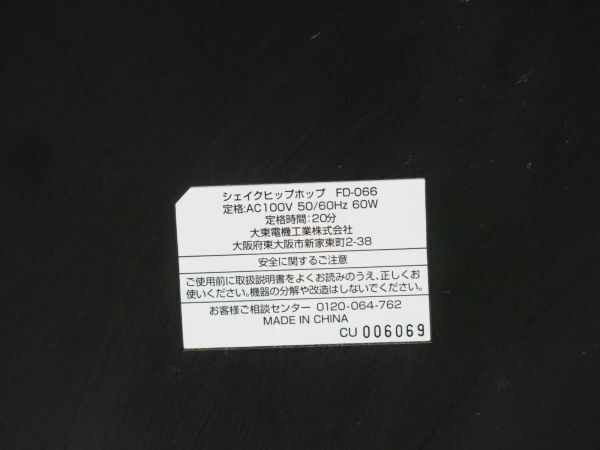 シェイクヒップホップ FD-066
定格:AC100V 50/60Hz 60W
定格時間:20分
大東電機工業株式会社
大阪府東大阪市新家東町2-38
安全に関するご注意
ご使用前に取扱説明書をよくお読みのうえ、正しくお
使いください。機器の分解や改造はしないでください。
お客様ご相談センター 0120-064-762
MADE IN CHINA
CU 006069